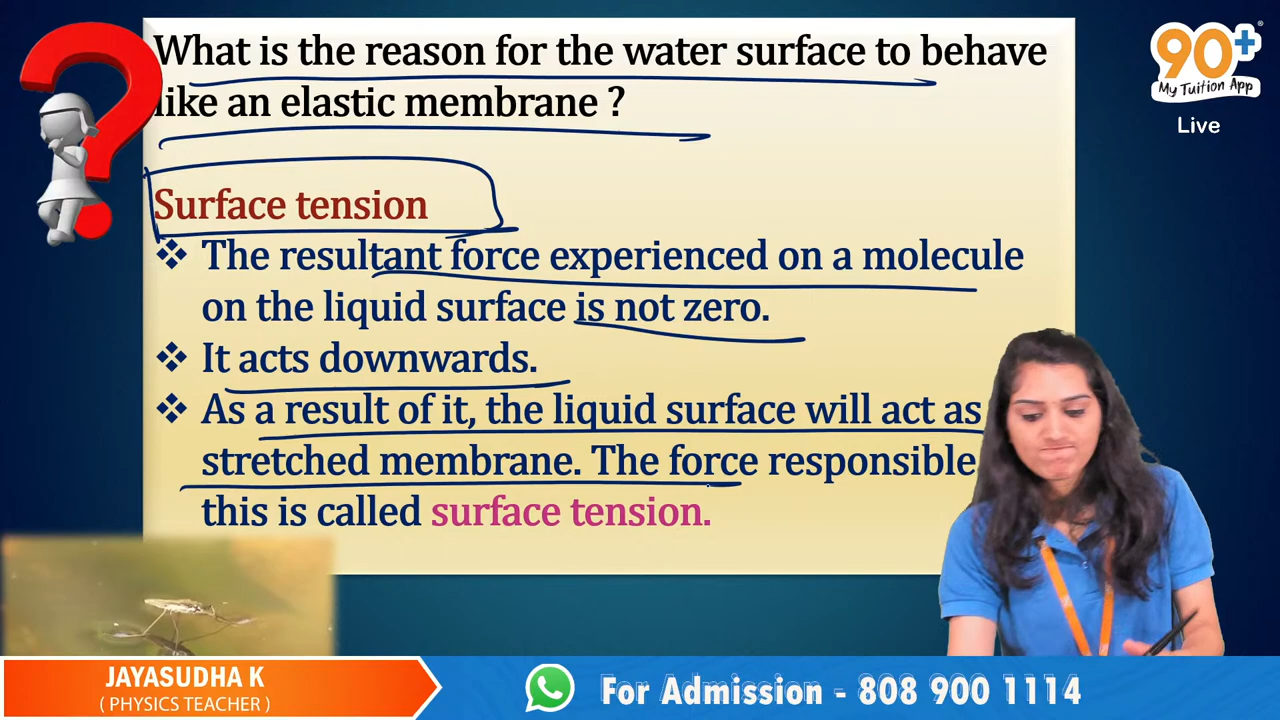 What is the reason for the water surface to behave
like an elastic membrane ?
90+
My Tuition App
Live
Surface tension
❖ The resultant force experienced on a molecule
on the liquid surface is not zero.
❖ It acts downwards.
❖ As a result of it, the liquid surface will act as
stretched membrane. The force responsible
this is called surface tension.
JAYASUDHA K
( PHYSICS TEACHER )
For Admission - 808 900 1114